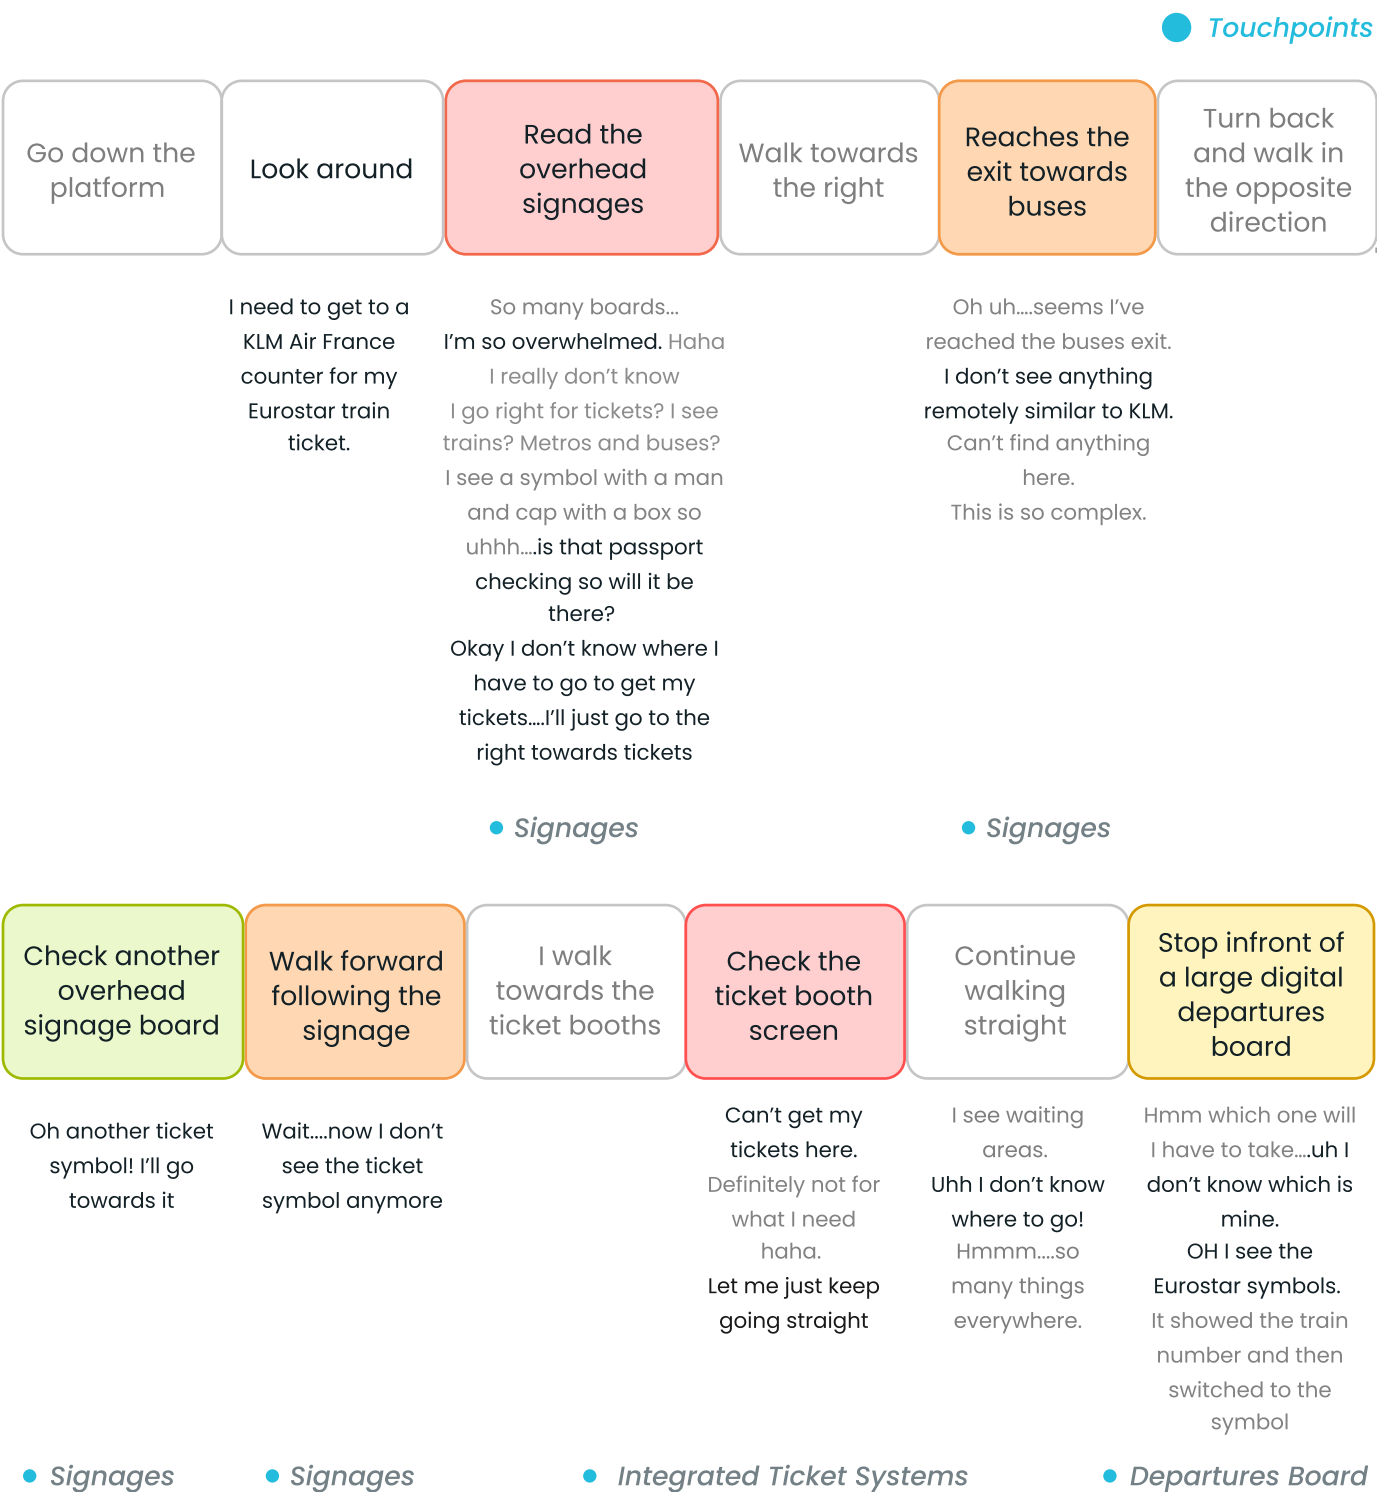 Touchpoints
Go down the
platform
Look around
Read the
overhead
signages
Walk towards
the right
Reaches the
exit towards
buses
Turn back
and walk in
the opposite
direction
I need to get to a
KLM Air France
counter for my
Eurostar train
ticket.
So many boards...
I'm so overwhelmed. Haha
I really don't know
I go right for tickets? I see
trains? Metros and buses?
I see a symbol with a man
and cap with a box so
uhhh....is that passport
checking so will it be
there?
Okay I don't know where I
have to go to get my
tickets....I'll just go to the
right towards tickets
Oh uh....seems I've
reached the buses exit.
I don't see anything
remotely similar to KLM.
Can't find anything
here.
This is so complex.
Signages
Signages
Check another
overhead
signage board
Walk forward
following the
signage
I walk
towards the
ticket booths
Check the
ticket booth
screen
Continue
walking
straight
Stop infront of
a large digital
departures
board
Oh another ticket
symbol! I'll go
towards it
Wait....now I don't
see the ticket
symbol anymore
Can't get my
tickets here.
Definitely not for
what I need
haha.
Let me just keep
going straight
I see waiting
areas.
Uhh I don't know
where to go!
Hmmm....so
many things
everywhere.
Hmm which one will
I have to take....uh I
don't know which is
mine.
OH I see the
Eurostar symbols.
It showed the train
number and then
switched to the
symbol
Signages
Signages
Integrated Ticket Systems
Departures Board